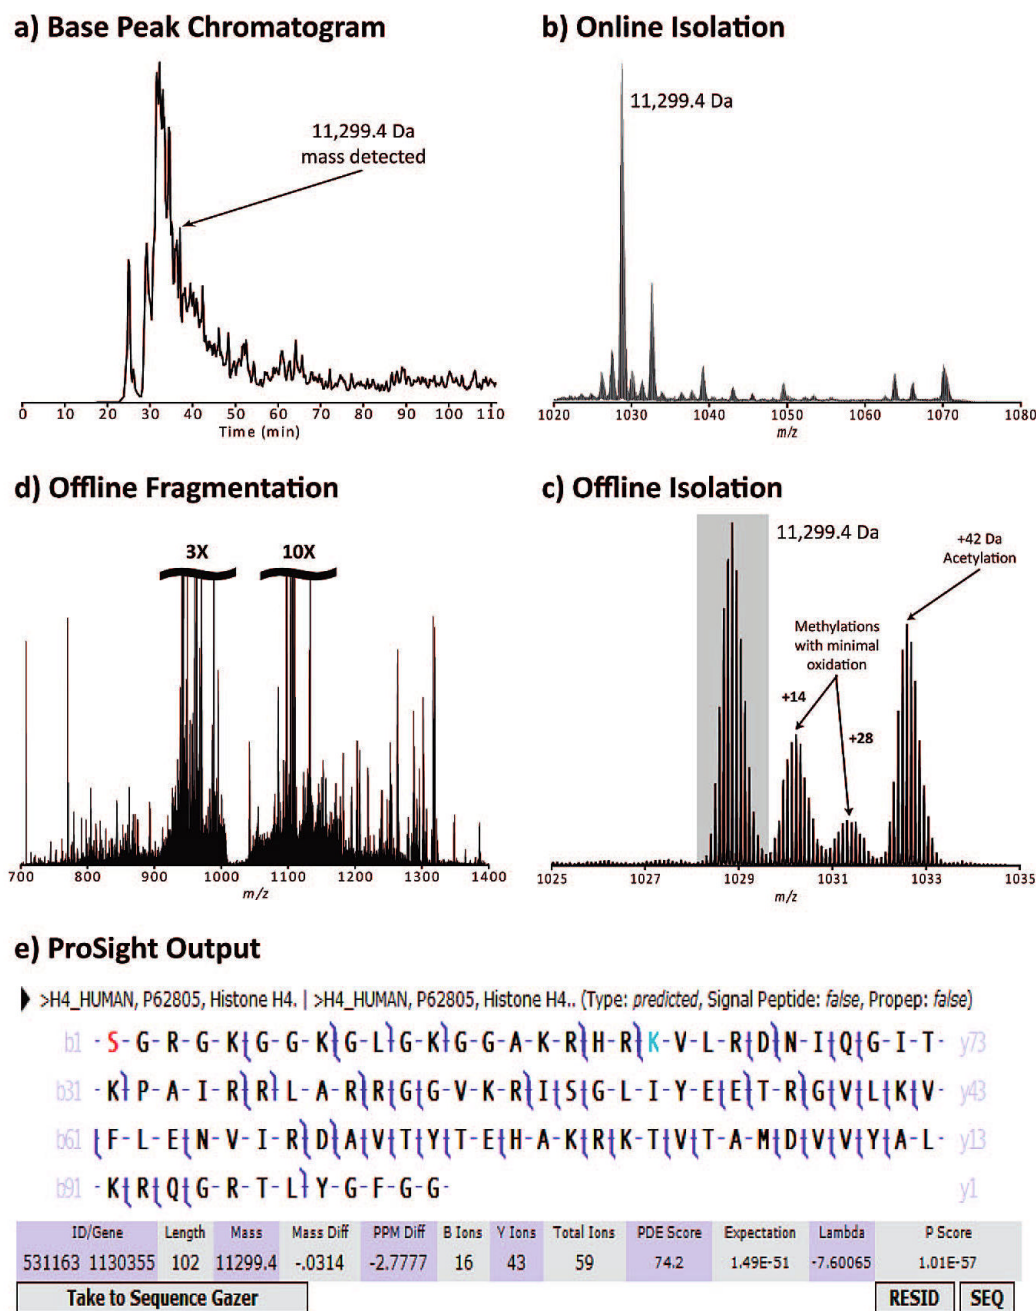 a) Base Peak Chromatogram
11,299.4 Da
mass detected
0 10 20 30 40 50 60 70 80 90 100 110
Time (min)
b) Online Isolation
11,299.4 Da
1020 1030 1040 1050 1060 1070 1080
m/z
d) Offline Fragmentation
3X 10X
700 800 900 1000 1100 1200 1300 1400
m/z
c) Offline Isolation
11,299.4 Da
+42 Da
Acetylation
Methylations
with minimal
oxidation
+14
+28
1025 1027 1029 1031 1033 1035
m/z
e) ProSight Output
>H4_HUMAN, P62805, Histone H4. | >H4_HUMAN, P62805, Histone H4.. (Type: predicted, Signal Peptide: false, Propep: false)
b1 - S - G - R - G - K - G - G - K - G - L - G - K - G - G - A - K - R - H - R - K - V - L - R - D - N - I - Q - G - I - T - y73
b31 - K - P - A - I - R - R - L - A - R - R - G - G - V - K - R - I - S - G - L - I - Y - E - E - T - R - G - V - L - K - V - y43
b61 F - L - E - N - V - I - R - D - A - V - T - Y - T - E - H - A - K - R - K - T - V - T - A - M - D - V - V - Y - A - L - y13
b91 - K - R - Q - G - R - T - L - Y - G - F - G - G - y1
ID/Gene Length Mass Mass Diff PPM Diff B Ions Y Ions Total Ions PDE Score Expectation Lambda P Score
531163 1130355 102 11299.4 -.0314 -2.7777 16 43 59 74.2 1.49E-51 -7.60065 1.01E-57
Take to Sequence Gazer RESID SEQ